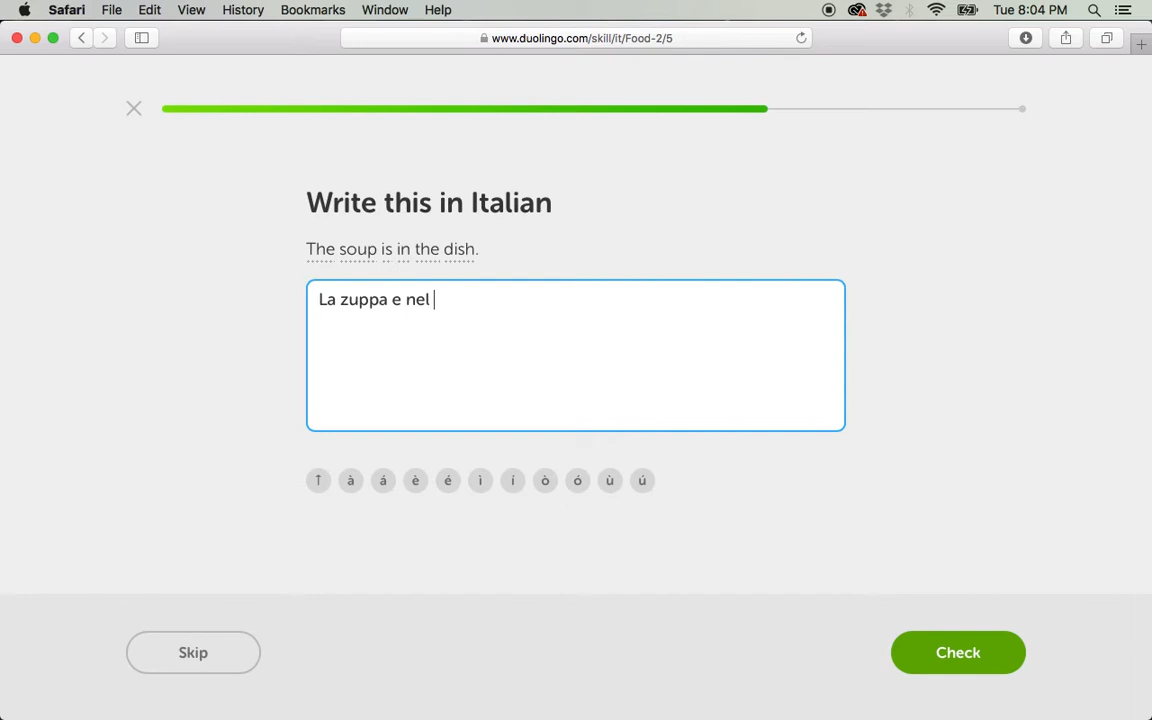 Safari File Edit View History Bookmarks Window Help Tue 8:04 PM
www.duolingo.com/skill/it/Food-2/5
Write this in Italian
The soup is in the dish.
La zuppa e nel
↑ à á è é ì í ò ó ù ú
Skip Check